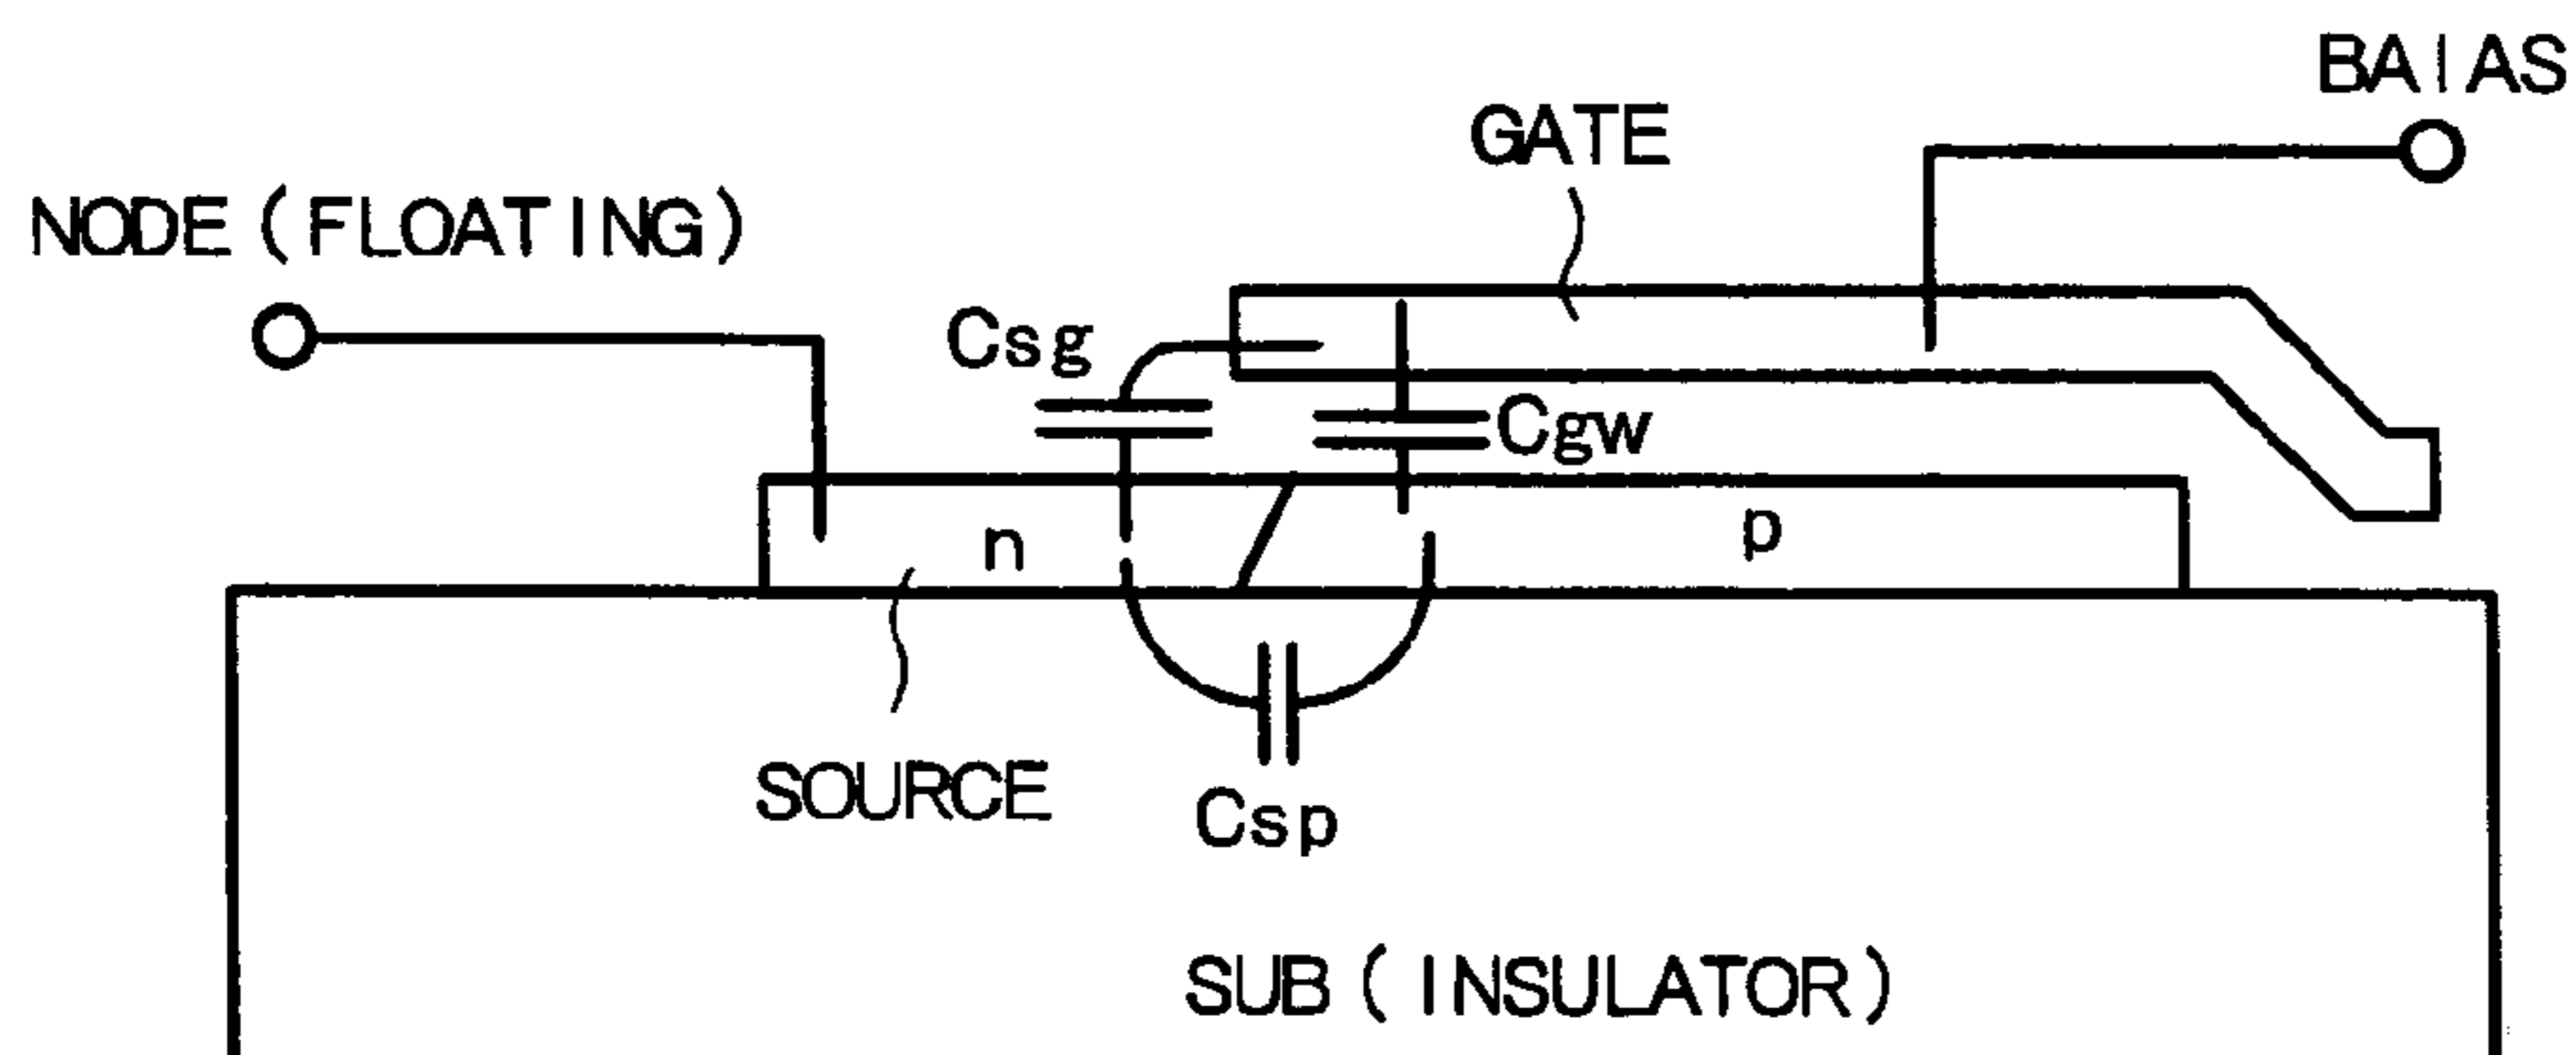 BAIAS
GATE
NODE (FLOATING)
Csg
Cgw
n
p
SOURCE
Csp
SUB (INSULATOR)